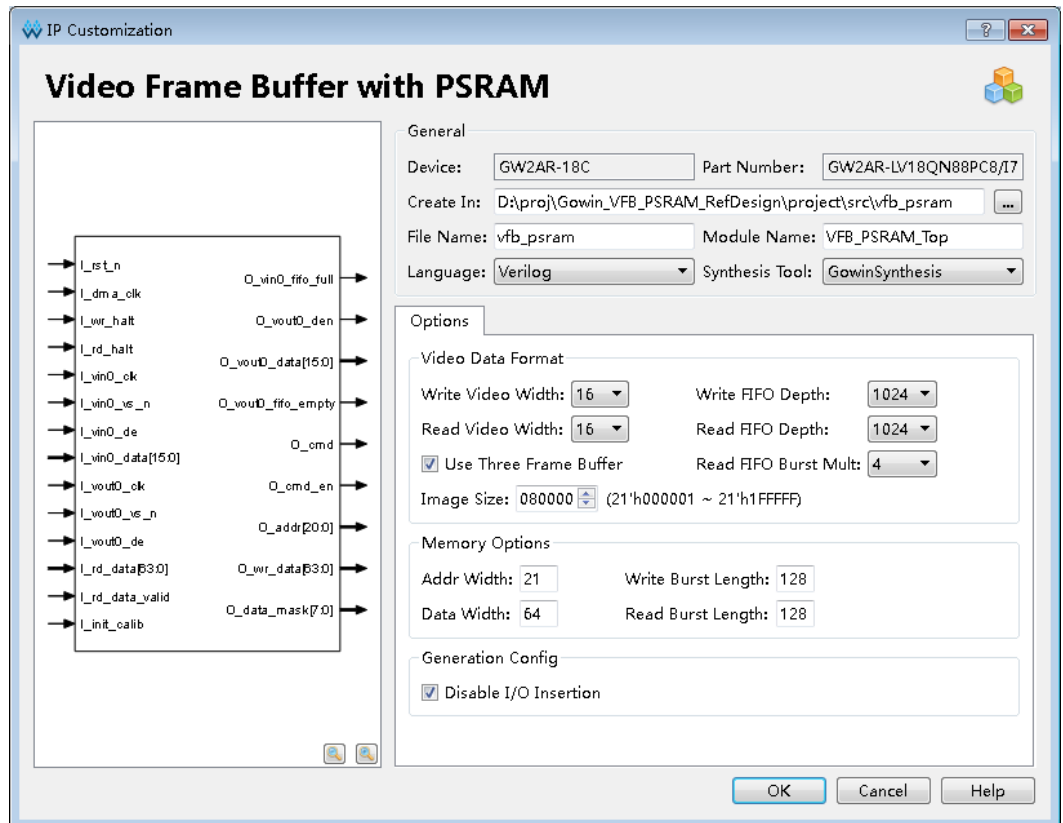 IP Customization
Video Frame Buffer with PSRAM
I_rst_n
I_dma_clk
I_wr_halt
I_rd_halt
I_vin0_clk
I_vin0_vs_n
I_vin0_de
I_vin0_data[15:0]
I_vout0_clk
I_vout0_vs_n
I_vout0_de
I_rd_data[63:0]
I_rd_data_valid
I_init_calib
O_vin0_fifo_full
O_vout0_den
O_vout0_data[15:0]
O_vout0_fifo_empty
O_cmd
O_cmd_en
O_addr[20:0]
O_wr_data[63:0]
O_data_mask[7:0]
General
Device: GW2AR-18C Part Number: GW2AR-LV18QN88PC8/I7
Create In: D:\proj\Gowin_VFB_PSRAM_RefDesign\project\src\vfb_psram ...
File Name: vfb_psram Module Name: VFB_PSRAM_Top
Language: Verilog Synthesis Tool: GowinSynthesis
Options
Video Data Format
Write Video Width: 16 Write FIFO Depth: 1024
Read Video Width: 16 Read FIFO Depth: 1024
Use Three Frame Buffer Read FIFO Burst Mult: 4
Image Size: 080000 (21'h000001 ~ 21'h1FFFFF)
Memory Options
Addr Width: 21 Write Burst Length: 128
Data Width: 64 Read Burst Length: 128
Generation Config
Disable I/O Insertion
OK Cancel Help